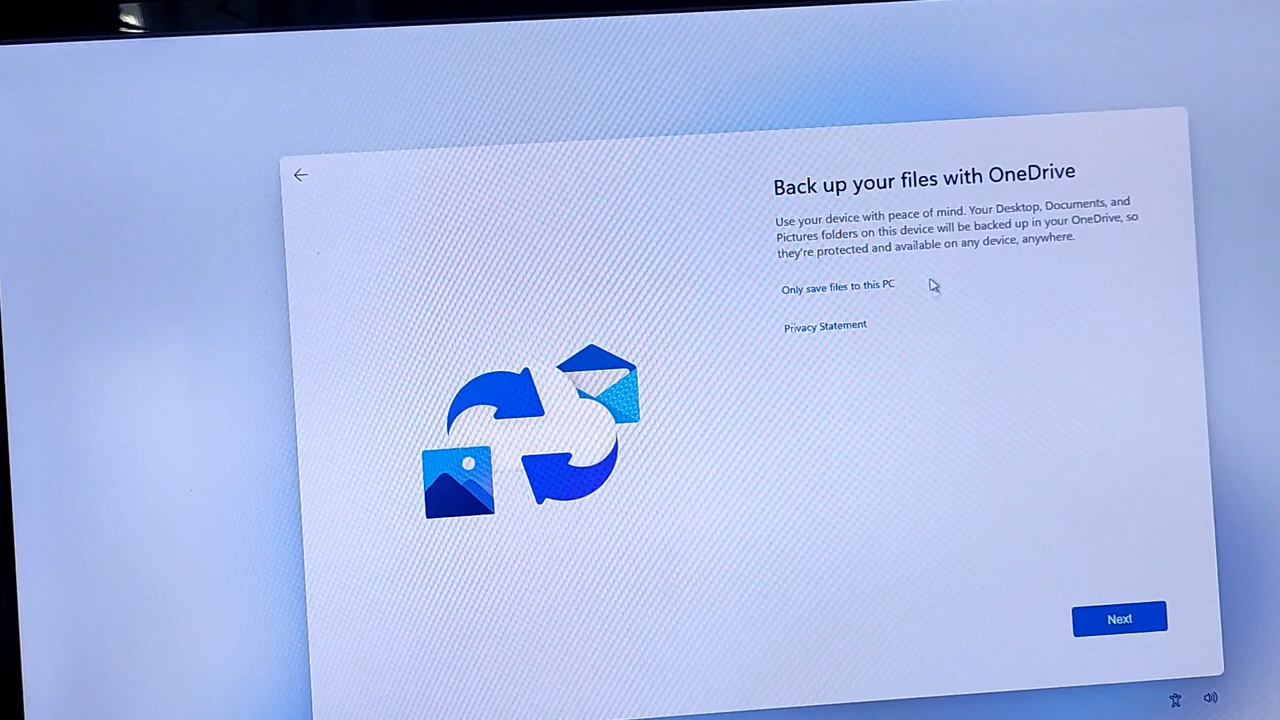 Back up your files with OneDrive
Use your device with peace of mind. Your Desktop, Documents, and
Pictures folders on this device will be backed up in your OneDrive, so
they're protected and available on any device, anywhere.
Only save files to this PC
Privacy Statement
Next